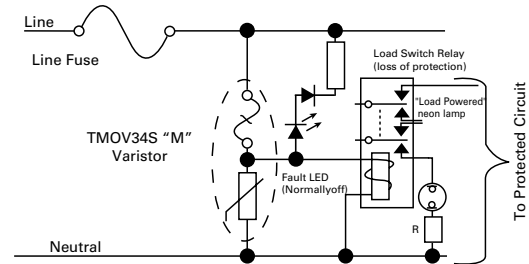 Line
Line Fuse
Load Switch Relay
(loss of protection)
"Load Powered"
neon lamp
TMOV34S “M”
Varistor
Fault LED
(Normallyoff)
R
Neutral
To Protected Circuit